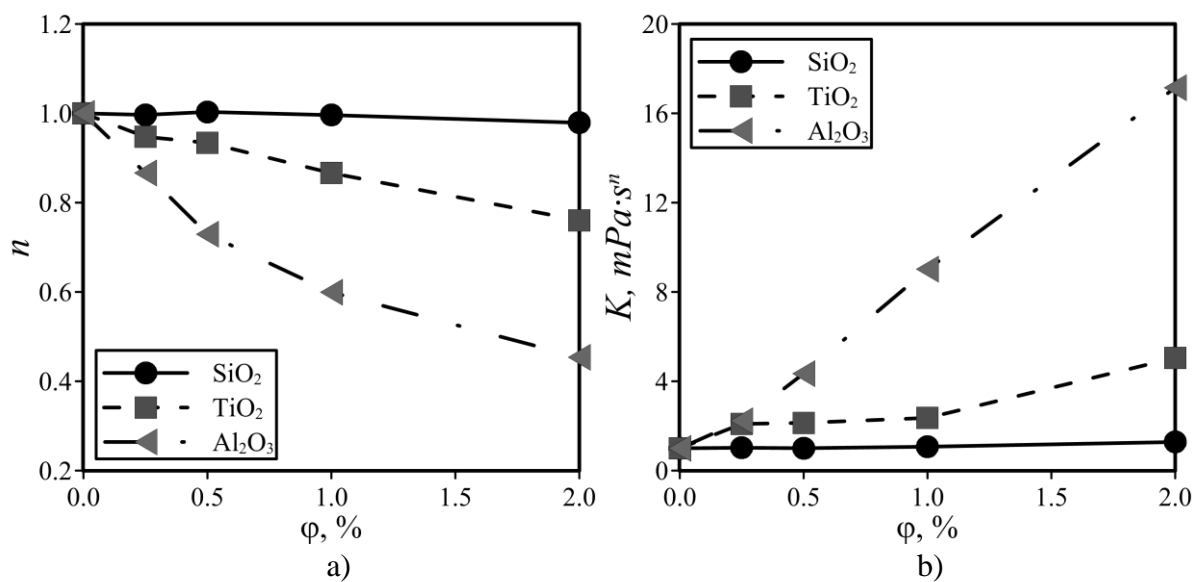 1.2
1.0
0.8
0.6
0.4
0.2
n
SiO₂
TiO₂
Al₂O₃
0.0 0.5 1.0 1.5 2.0
φ, %
a)
20
16
12
8
4
0
K, mPa·sⁿ
SiO₂
TiO₂
Al₂O₃
0.0 0.5 1.0 1.5 2.0
φ, %
b)